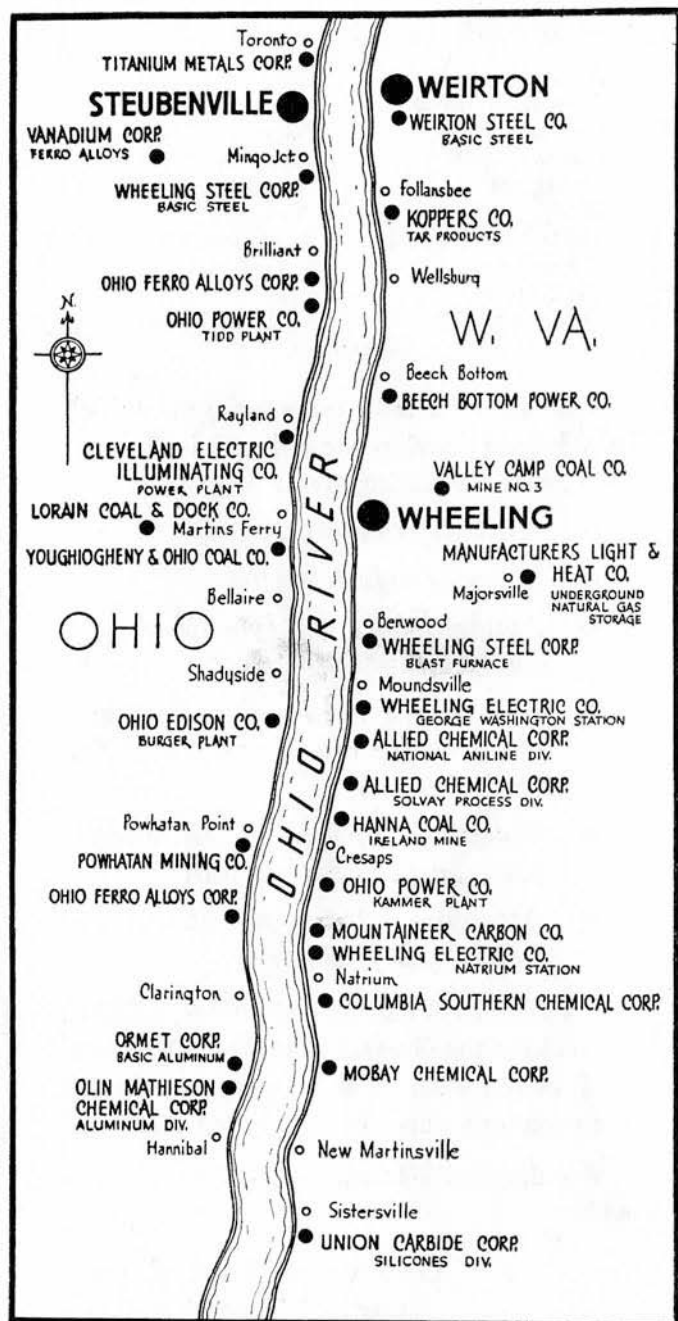 Toronto
TITANIUM METALS CORP.
STEUBENVILLE
WEIRTON
WEIRTON STEEL CO.
BASIC STEEL
VANADIUM CORP.
FERRO ALLOYS
Mingo Jct.
WHEELING STEEL CORP.
BASIC STEEL
Follansbee
KOPPERS CO.
TAR PRODUCTS
Brilliant
OHIO FERRO ALLOYS CORP.
Wellsburg
OHIO POWER CO.
TIDD PLANT
N.
W. VA.
Beech Bottom
BEECH BOTTOM POWER CO.
Rayland
CLEVELAND ELECTRIC
ILLUMINATING CO.
POWER PLANT
VALLEY CAMP COAL CO.
MINE NO. 3
LORAIN COAL & DOCK CO.
Martins Ferry
WHEELING
YOUGHIOGHENY & OHIO COAL CO.
MANUFACTURERS LIGHT &
HEAT CO.
Majorsville
UNDERGROUND
NATURAL GAS
STORAGE
Bellaire
OHIO
OHIO RIVER
Benwood
WHEELING STEEL CORP.
BLAST FURNACE
Shadyside
Moundsville
WHEELING ELECTRIC CO.
GEORGE WASHINGTON STATION
OHIO EDISON CO.
BURGER PLANT
ALLIED CHEMICAL CORP.
NATIONAL ANILINE DIV.
ALLIED CHEMICAL CORP.
SOLVAY PROCESS DIV.
Powhatan Point
HANNA COAL CO.
IRELAND MINE
POWHATAN MINING CO.
Cresaps
OHIO FERRO ALLOYS CORP.
OHIO POWER CO.
KAMMER PLANT
MOUNTAINEER CARBON CO.
WHEELING ELECTRIC CO.
NATRIUM STATION
Natrium
Clarington
COLUMBIA SOUTHERN CHEMICAL CORP.
ORMET CORP.
BASIC ALUMINUM
MOBAY CHEMICAL CORP.
OLIN MATHIESON
CHEMICAL CORP.
ALUMINUM DIV.
Hannibal
New Martinsville
Sistersville
UNION CARBIDE CORP.
SILICONES DIV.